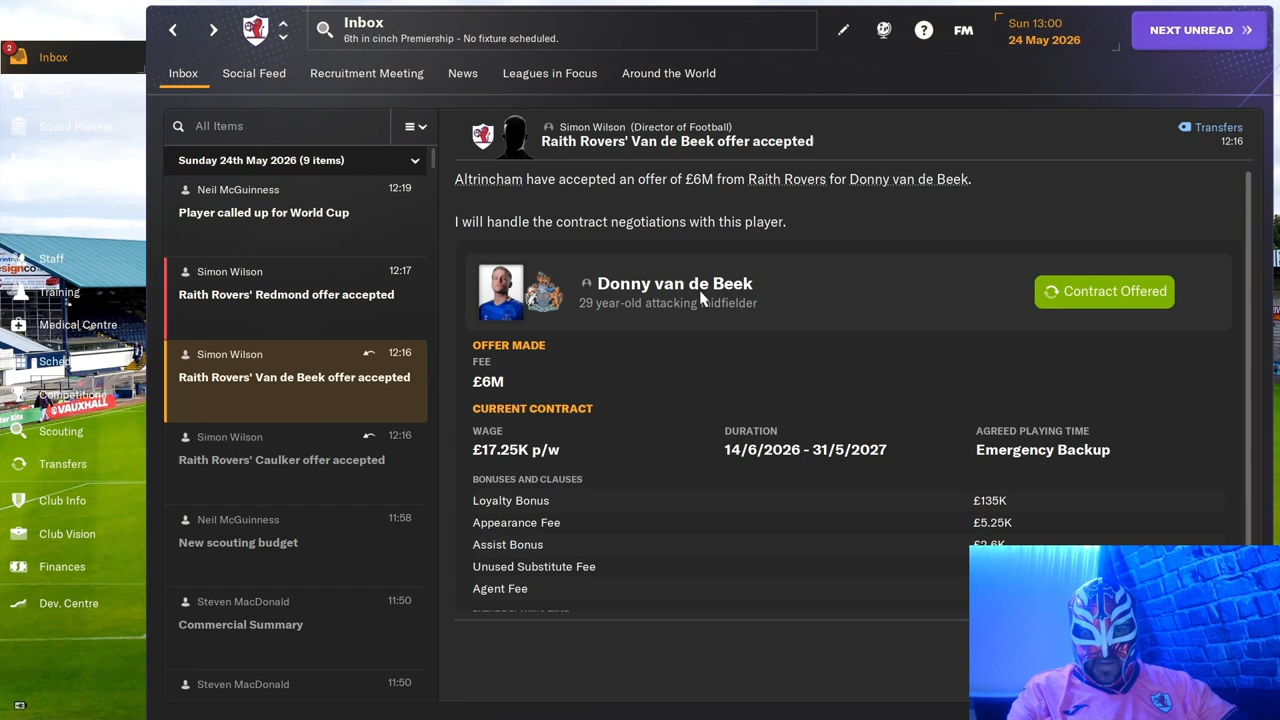 2
Inbox
Squad
Squad Planner
Staff
Training
Medical Centre
Sched
Competitions
Scouting
Transfers
Club Info
Club Vision
Finances
Dev. Centre
Inbox
6th in cinch Premiership - No fixture scheduled.
?
FM
Sun 13:00
24 May 2026
NEXT UNREAD
Inbox
Social Feed
Recruitment Meeting
News
Leagues in Focus
Around the World
All Items
Sunday 24th May 2026 (9 items)
Neil McGuinness 12:19
Player called up for World Cup
Simon Wilson 12:17
Raith Rovers' Redmond offer accepted
Simon Wilson 12:16
Raith Rovers' Van de Beek offer accepted
Simon Wilson 12:16
Raith Rovers' Caulker offer accepted
Neil McGuinness 11:58
New scouting budget
Steven MacDonald 11:50
Commercial Summary
Steven MacDonald 11:50
Simon Wilson (Director of Football)
Raith Rovers' Van de Beek offer accepted
Transfers
12:16
Altrincham have accepted an offer of £6M from Raith Rovers for Donny van de Beek.
I will handle the contract negotiations with this player.
Donny van de Beek
29 year-old attacking midfielder
Contract Offered
OFFER MADE
FEE
£6M
CURRENT CONTRACT
WAGE DURATION AGREED PLAYING TIME
£17.25K p/w 14/6/2026 - 31/5/2027 Emergency Backup
BONUSES AND CLAUSES
Loyalty Bonus £135K
Appearance Fee £5.25K
Assist Bonus £2.6K
Unused Substitute Fee
Agent Fee
VAUXHALL